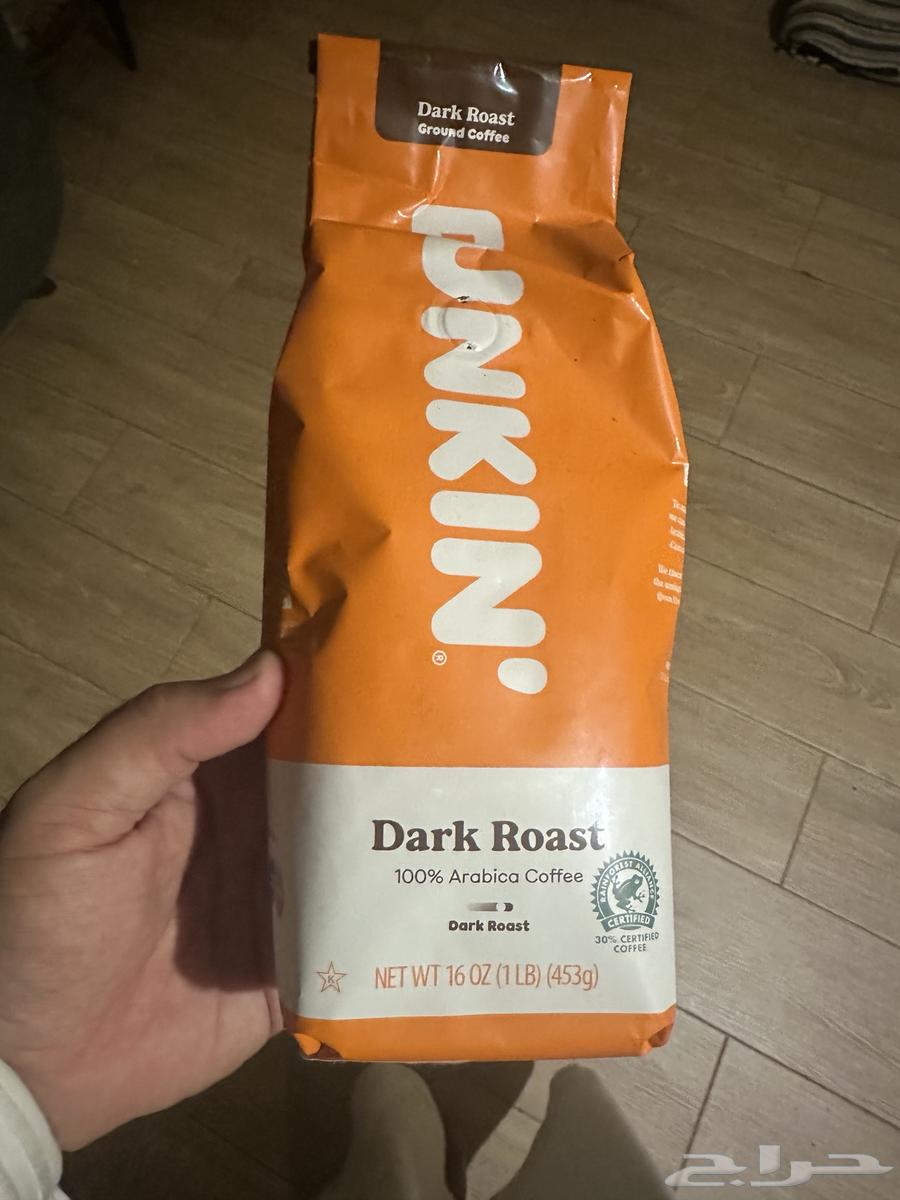 Dark Roast
Ground Coffee
DUNKIN'
®
Dark Roast
100% Arabica Coffee
Dark Roast
RAINFOREST ALLIANCE
CERTIFIED
30% CERTIFIED
COFFEE
K
NET WT 16 OZ (1 LB) (453g)
حراج